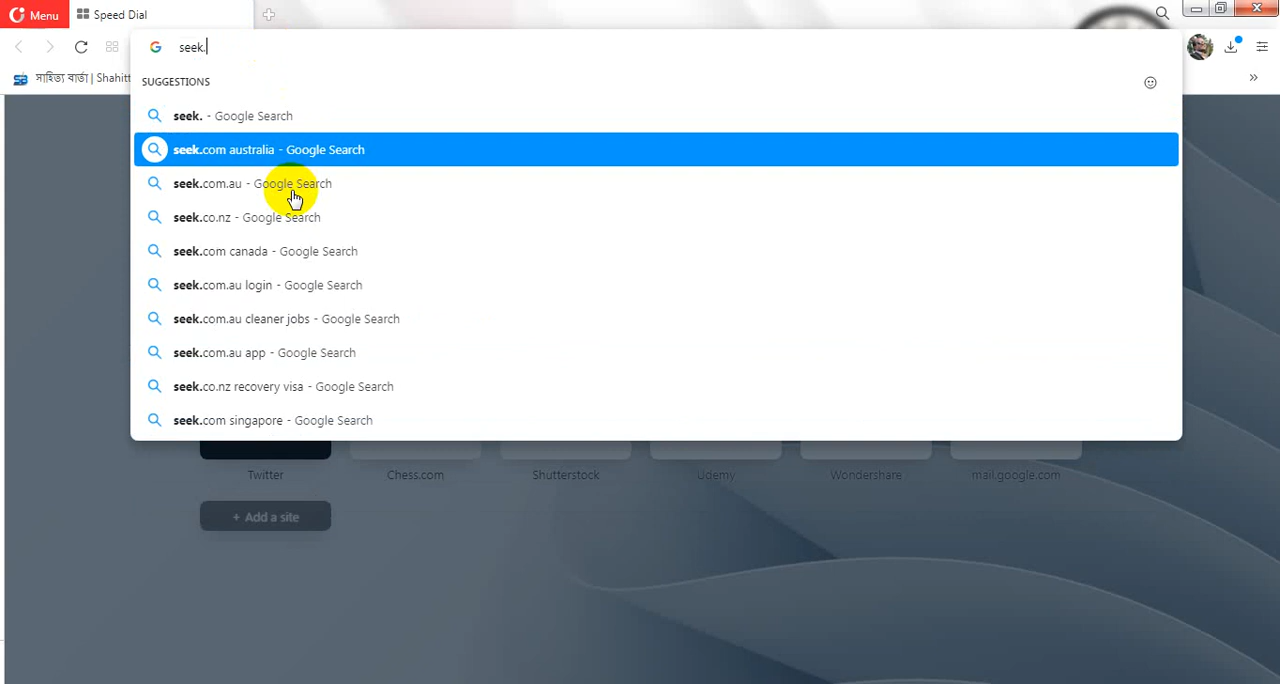 Menu
Speed Dial
seek.
সাহিত্য বার্তা | Shahitt
SUGGESTIONS
seek. - Google Search
seek.com australia - Google Search
seek.com.au - Google Search
seek.co.nz - Google Search
seek.com canada - Google Search
seek.com.au login - Google Search
seek.com.au cleaner jobs - Google Search
seek.com.au app - Google Search
seek.co.nz recovery visa - Google Search
seek.com singapore - Google Search
Twitter
Chess.com
Shutterstock
Udemy
Wondershare
mail.google.com
+ Add a site